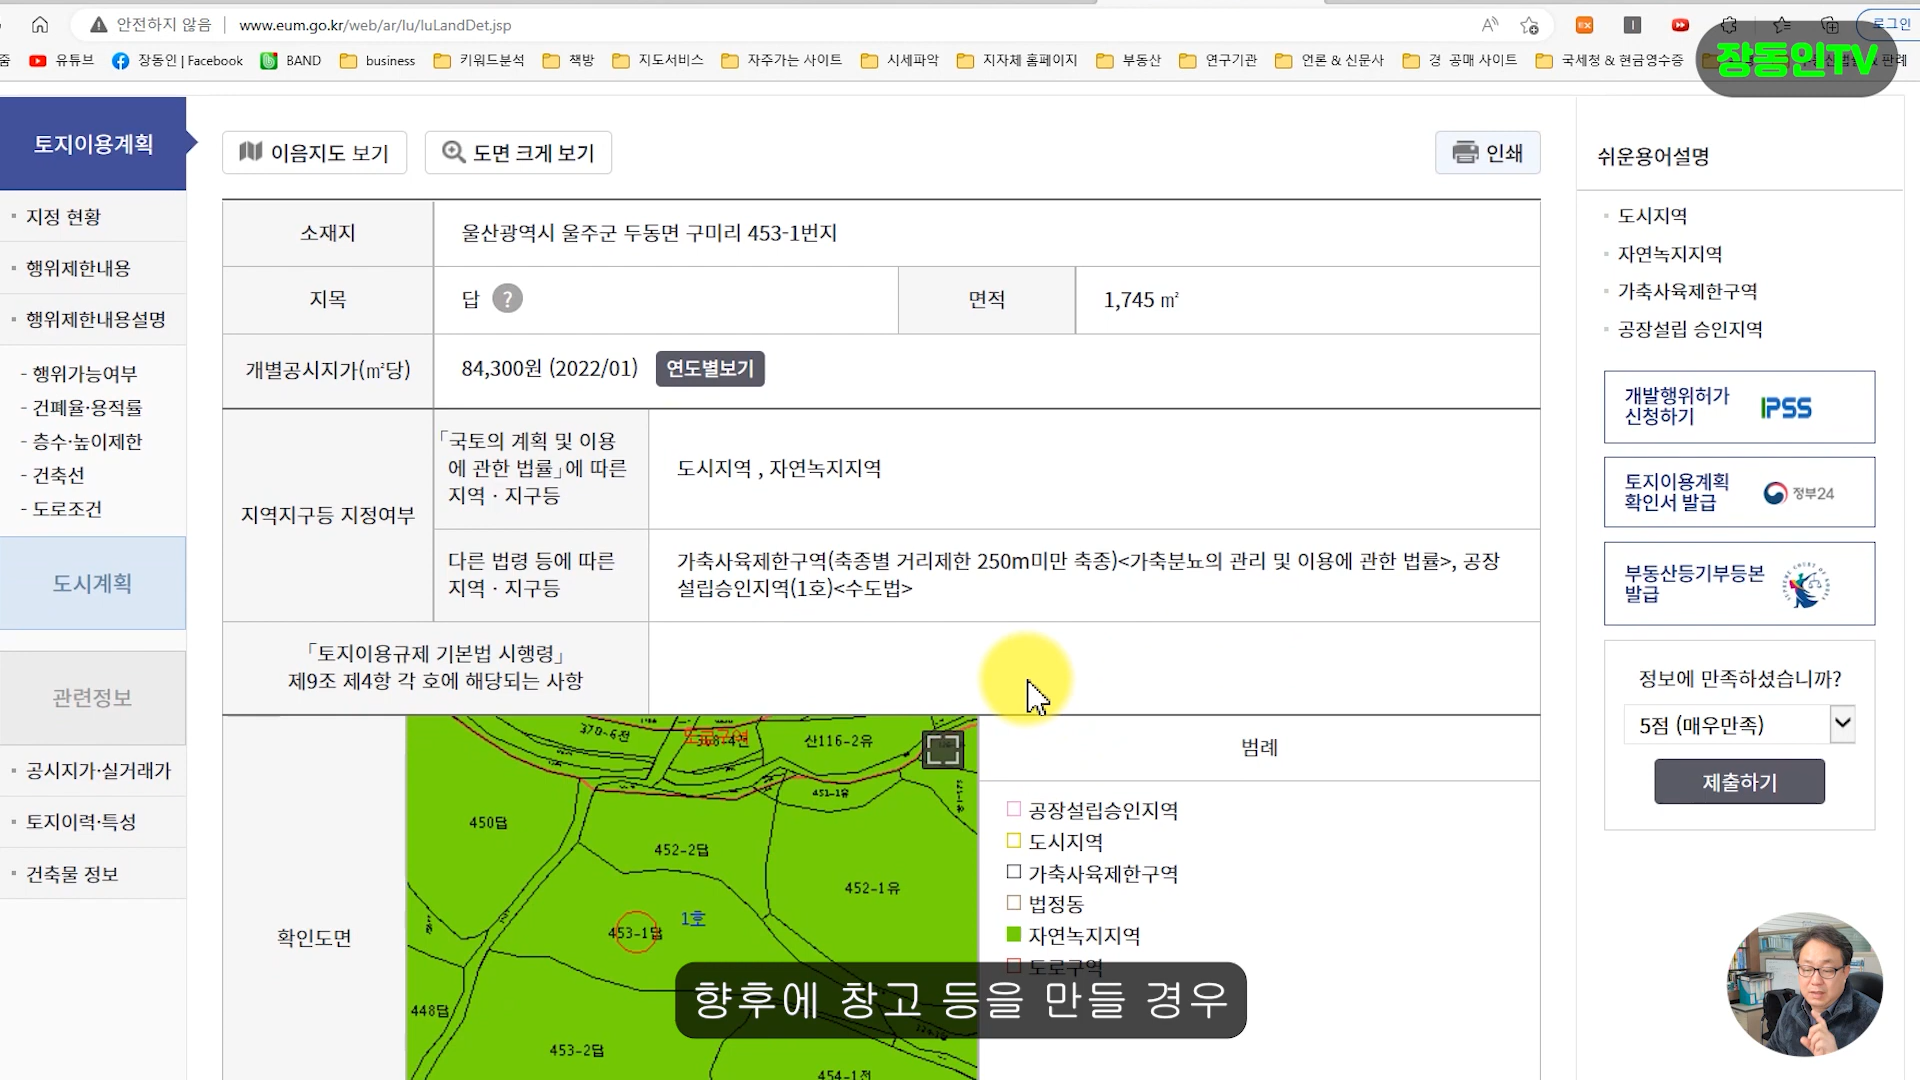 안전하지 않음 www.eum.go.kr/web/ar/lu/luLandDet.jsp
로그인
유튜브 장동인 | Facebook BAND business 키워드분석 책방 지도서비스 자주가는 사이트 시세파악 지자체 홈페이지 부동산 연구기관 언론 & 신문사 경 공매 사이트 국세청 & 현금영수증
장동인TV
토지이용계획
지정 현황
행위제한내용
행위제한내용설명
- 행위가능여부
- 건폐율·용적률
- 층수·높이제한
- 건축선
- 도로조건
도시계획
관련정보
공시지가·실거래가
토지이력·특성
건축물 정보
이음지도 보기
도면 크게 보기
인쇄
소재지
울산광역시 울주군 두동면 구미리 453-1번지
지목
답 ?
면적
1,745 ㎡
개별공시지가(㎡당)
84,300원 (2022/01) 연도별보기
지역지구등 지정여부
「국토의 계획 및 이용
에 관한 법률」에 따른
지역ㆍ지구등
도시지역 , 자연녹지지역
다른 법령 등에 따른
지역ㆍ지구등
가축사육제한구역(축종별 거리제한 250m미만 축종)<가축분뇨의 관리 및 이용에 관한 법률>, 공장
설립승인지역(1호)<수도법>
「토지이용규제 기본법 시행령」
제9조 제4항 각 호에 해당되는 사항
확인도면
370-6전
도로구역
산116-2유
451-1유
450답
452-2답
452-1유
453-1답
1호
448답
453-2답
454-1전
범례
공장설립승인지역
도시지역
가축사육제한구역
법정동
자연녹지지역
도로구역
쉬운용어설명
도시지역
자연녹지지역
가축사육제한구역
공장설립 승인지역
개발행위허가
신청하기
IPSS
토지이용계획
확인서 발급
정부24
부동산등기부등본
발급
정보에 만족하셨습니까?
5점 (매우만족)
제출하기
향후에 창고 등을 만들 경우